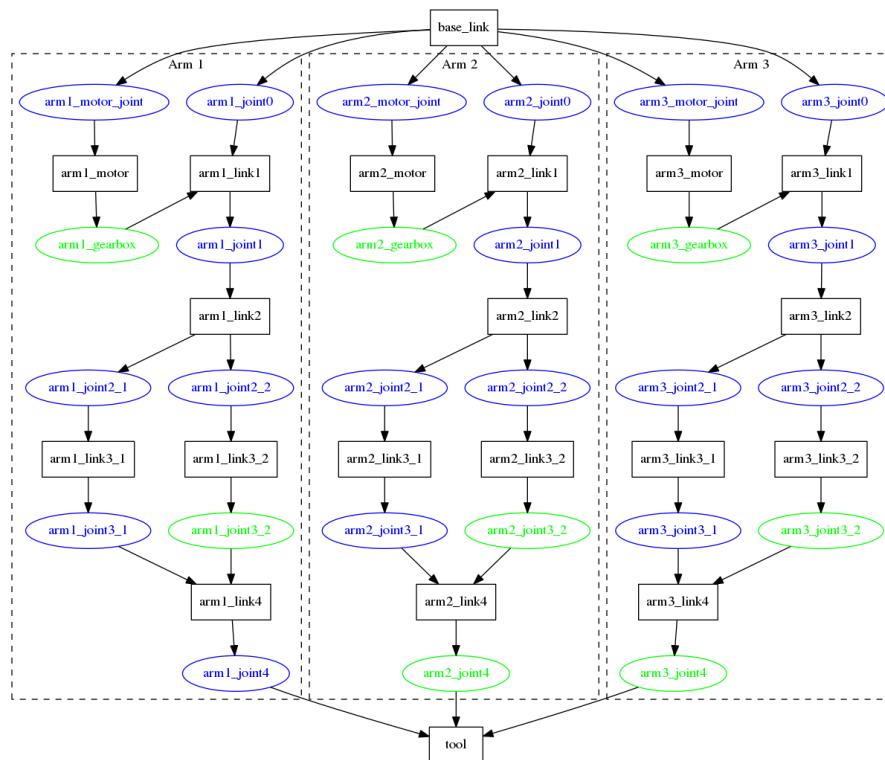 base_link
Arm 1
Arm 2
Arm 3
arm1_motor_joint
arm1_joint0
arm2_motor_joint
arm2_joint0
arm3_motor_joint
arm3_joint0
arm1_motor
arm1_link1
arm2_motor
arm2_link1
arm3_motor
arm3_link1
arm1_gearbox
arm1_joint1
arm2_gearbox
arm2_joint1
arm3_gearbox
arm3_joint1
arm1_link2
arm2_link2
arm3_link2
arm1_joint2_1
arm1_joint2_2
arm2_joint2_1
arm2_joint2_2
arm3_joint2_1
arm3_joint2_2
arm1_link3_1
arm1_link3_2
arm2_link3_1
arm2_link3_2
arm3_link3_1
arm3_link3_2
arm1_joint3_1
arm1_joint3_2
arm2_joint3_1
arm2_joint3_2
arm3_joint3_1
arm3_joint3_2
arm1_link4
arm2_link4
arm3_link4
arm1_joint4
arm2_joint4
arm3_joint4
tool